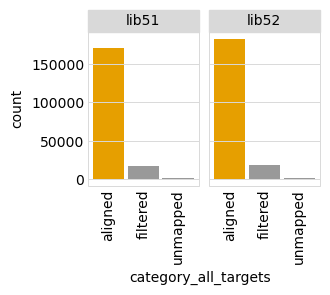 lib51 lib52
count
150000
100000
50000
0
aligned filtered unmapped aligned filtered unmapped
category_all_targets